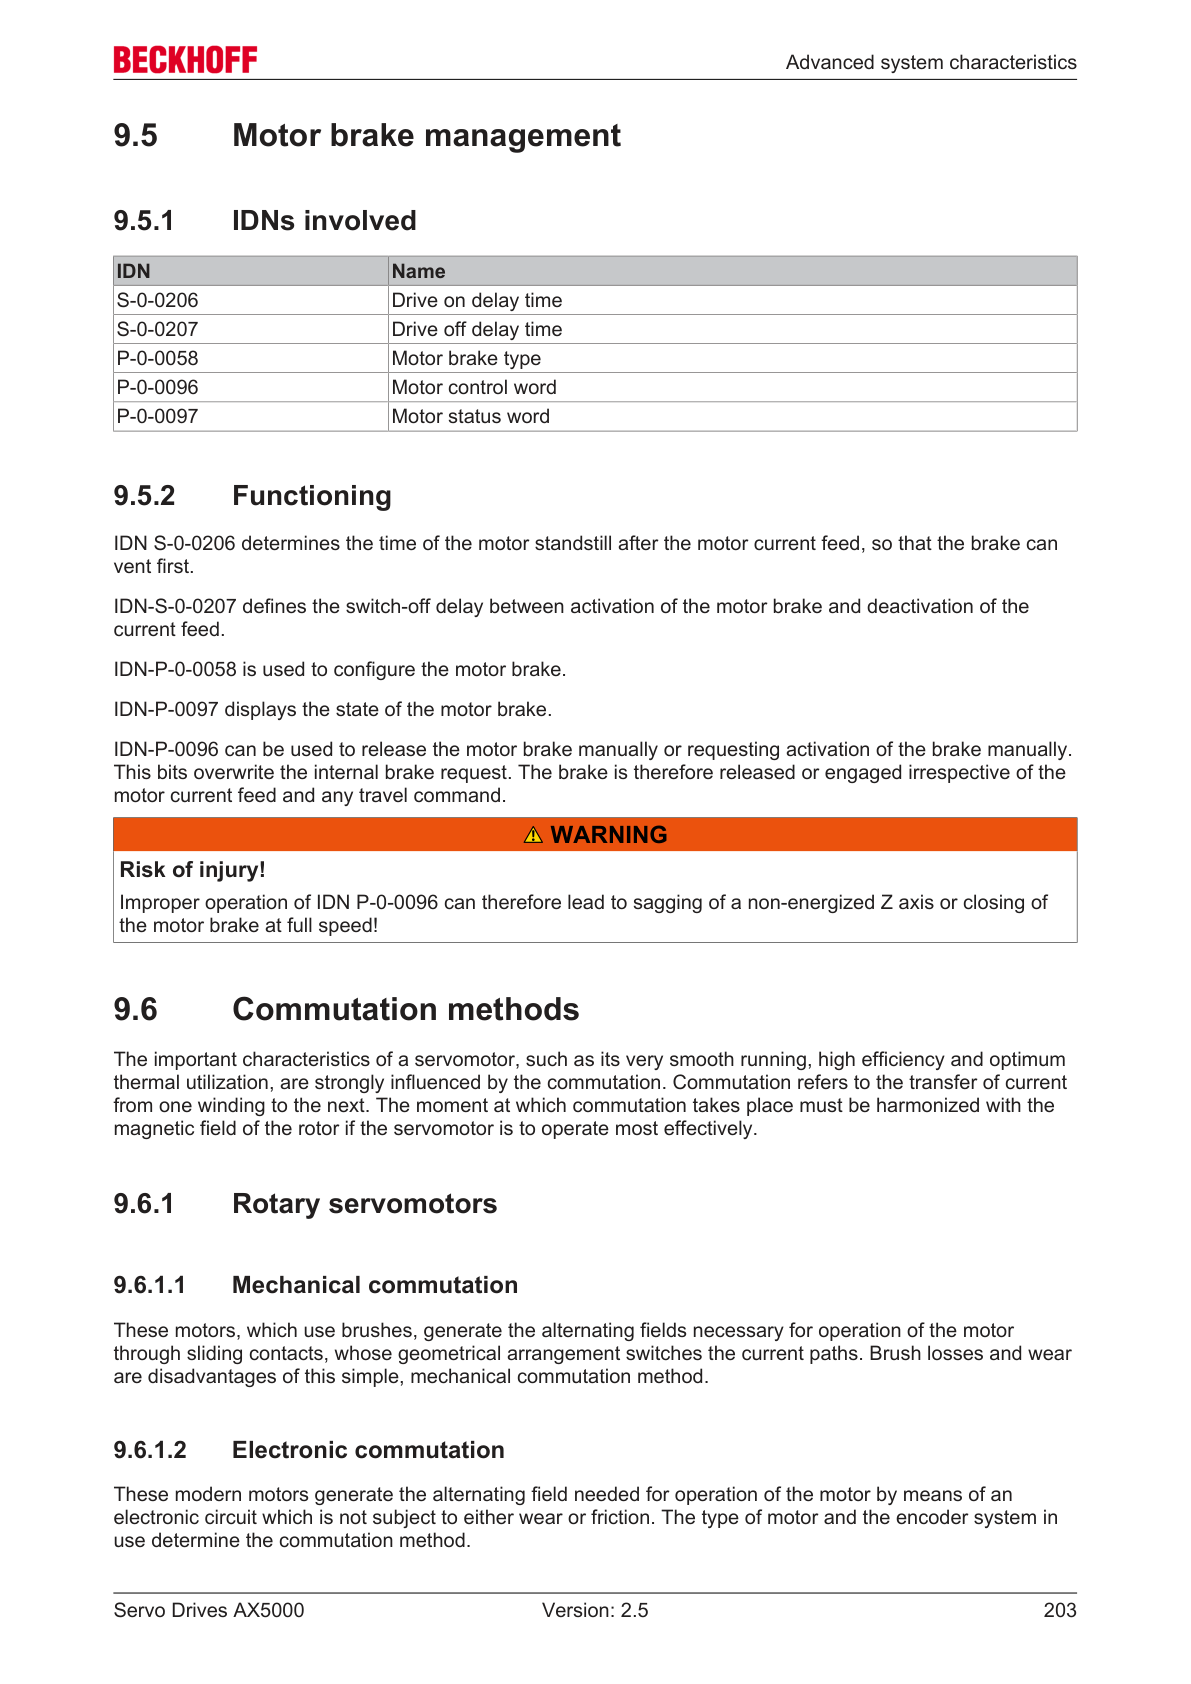 BECKHOFF
Advanced system characteristics
9.5 Motor brake management
9.5.1 IDNs involved
IDN Name
S-0-0206 Drive on delay time
S-0-0207 Drive off delay time
P-0-0058 Motor brake type
P-0-0096 Motor control word
P-0-0097 Motor status word
9.5.2 Functioning
IDN S-0-0206 determines the time of the motor standstill after the motor current feed, so that the brake can
vent first.
IDN-S-0-0207 defines the switch-off delay between activation of the motor brake and deactivation of the
current feed.
IDN-P-0-0058 is used to configure the motor brake.
IDN-P-0097 displays the state of the motor brake.
IDN-P-0096 can be used to release the motor brake manually or requesting activation of the brake manually.
This bits overwrite the internal brake request. The brake is therefore released or engaged irrespective of the
motor current feed and any travel command.
WARNING
Risk of injury!
Improper operation of IDN P-0-0096 can therefore lead to sagging of a non-energized Z axis or closing of
the motor brake at full speed!
9.6 Commutation methods
The important characteristics of a servomotor, such as its very smooth running, high efficiency and optimum
thermal utilization, are strongly influenced by the commutation. Commutation refers to the transfer of current
from one winding to the next. The moment at which commutation takes place must be harmonized with the
magnetic field of the rotor if the servomotor is to operate most effectively.
9.6.1 Rotary servomotors
9.6.1.1 Mechanical commutation
These motors, which use brushes, generate the alternating fields necessary for operation of the motor
through sliding contacts, whose geometrical arrangement switches the current paths. Brush losses and wear
are disadvantages of this simple, mechanical commutation method.
9.6.1.2 Electronic commutation
These modern motors generate the alternating field needed for operation of the motor by means of an
electronic circuit which is not subject to either wear or friction. The type of motor and the encoder system in
use determine the commutation method.
Servo Drives AX5000 Version: 2.5 203